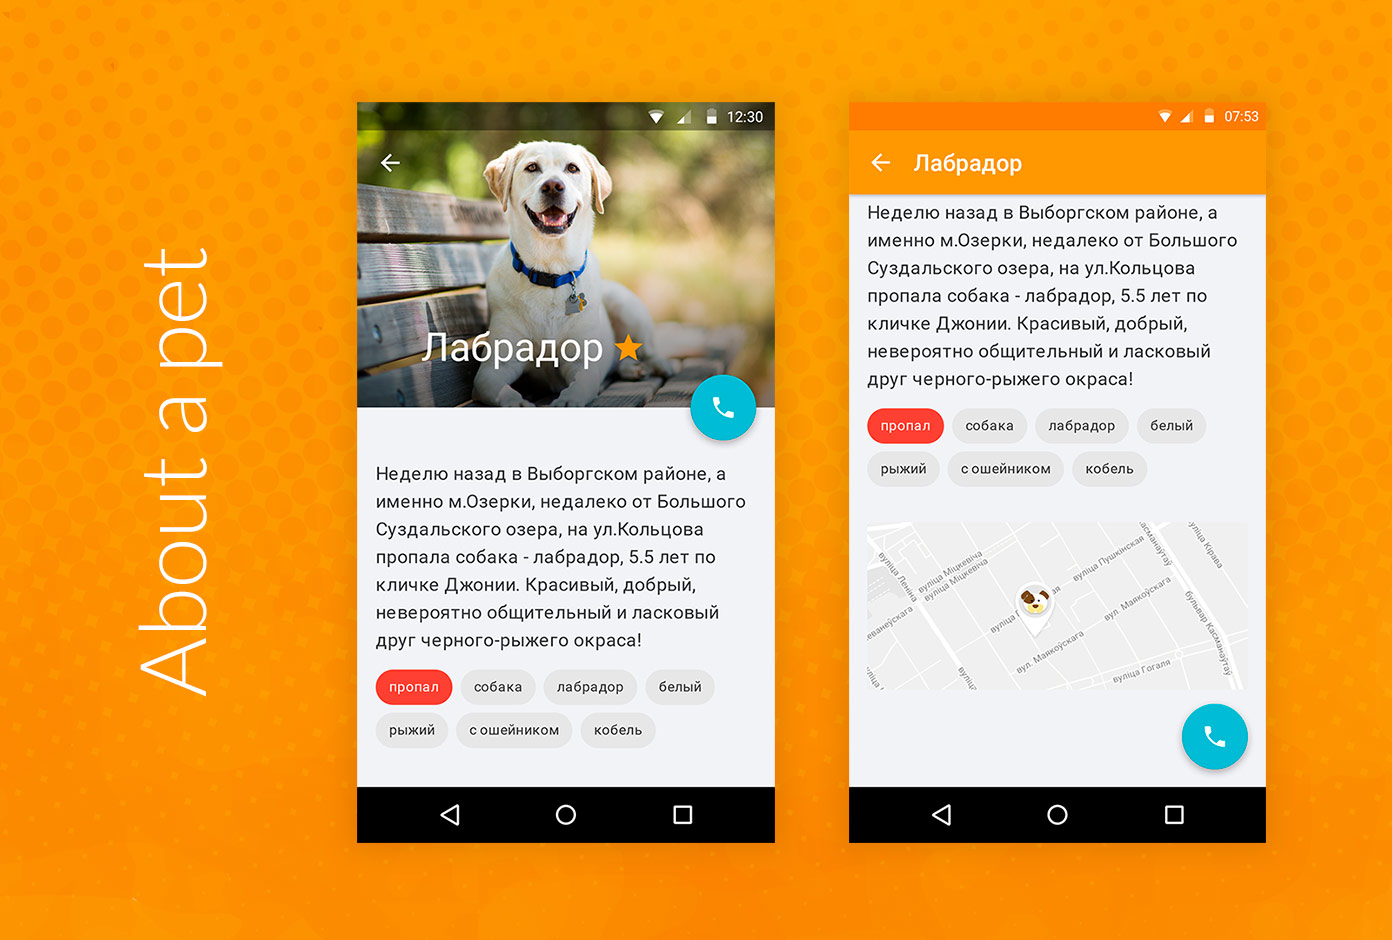 About a pet
12:30
Лабрадор
Неделю назад в Выборгском районе, а
именно м.Озерки, недалеко от Большого
Суздальского озера, на ул.Кольцова
пропала собака - лабрадор, 5.5 лет по
кличке Джонии. Красивый, добрый,
невероятно общительный и ласковый
друг черного-рыжего окраса!
пропал собака лабрадор белый
рыжий с ошейником кобель
07:53
Лабрадор
Неделю назад в Выборгском районе, а
именно м.Озерки, недалеко от Большого
Суздальского озера, на ул.Кольцова
пропала собака - лабрадор, 5.5 лет по
кличке Джонии. Красивый, добрый,
невероятно общительный и ласковый
друг черного-рыжего окраса!
пропал собака лабрадор белый
рыжий с ошейником кобель
вуліца Леніна
вуліца Міцкевіча
вуліца Міцкевіча
вуліца Пушкінская
вуліца Кірава
вул. Маякоўскага
вул. Маякоўскага
бульвар Касманаўтаў
вуліца Гогаля